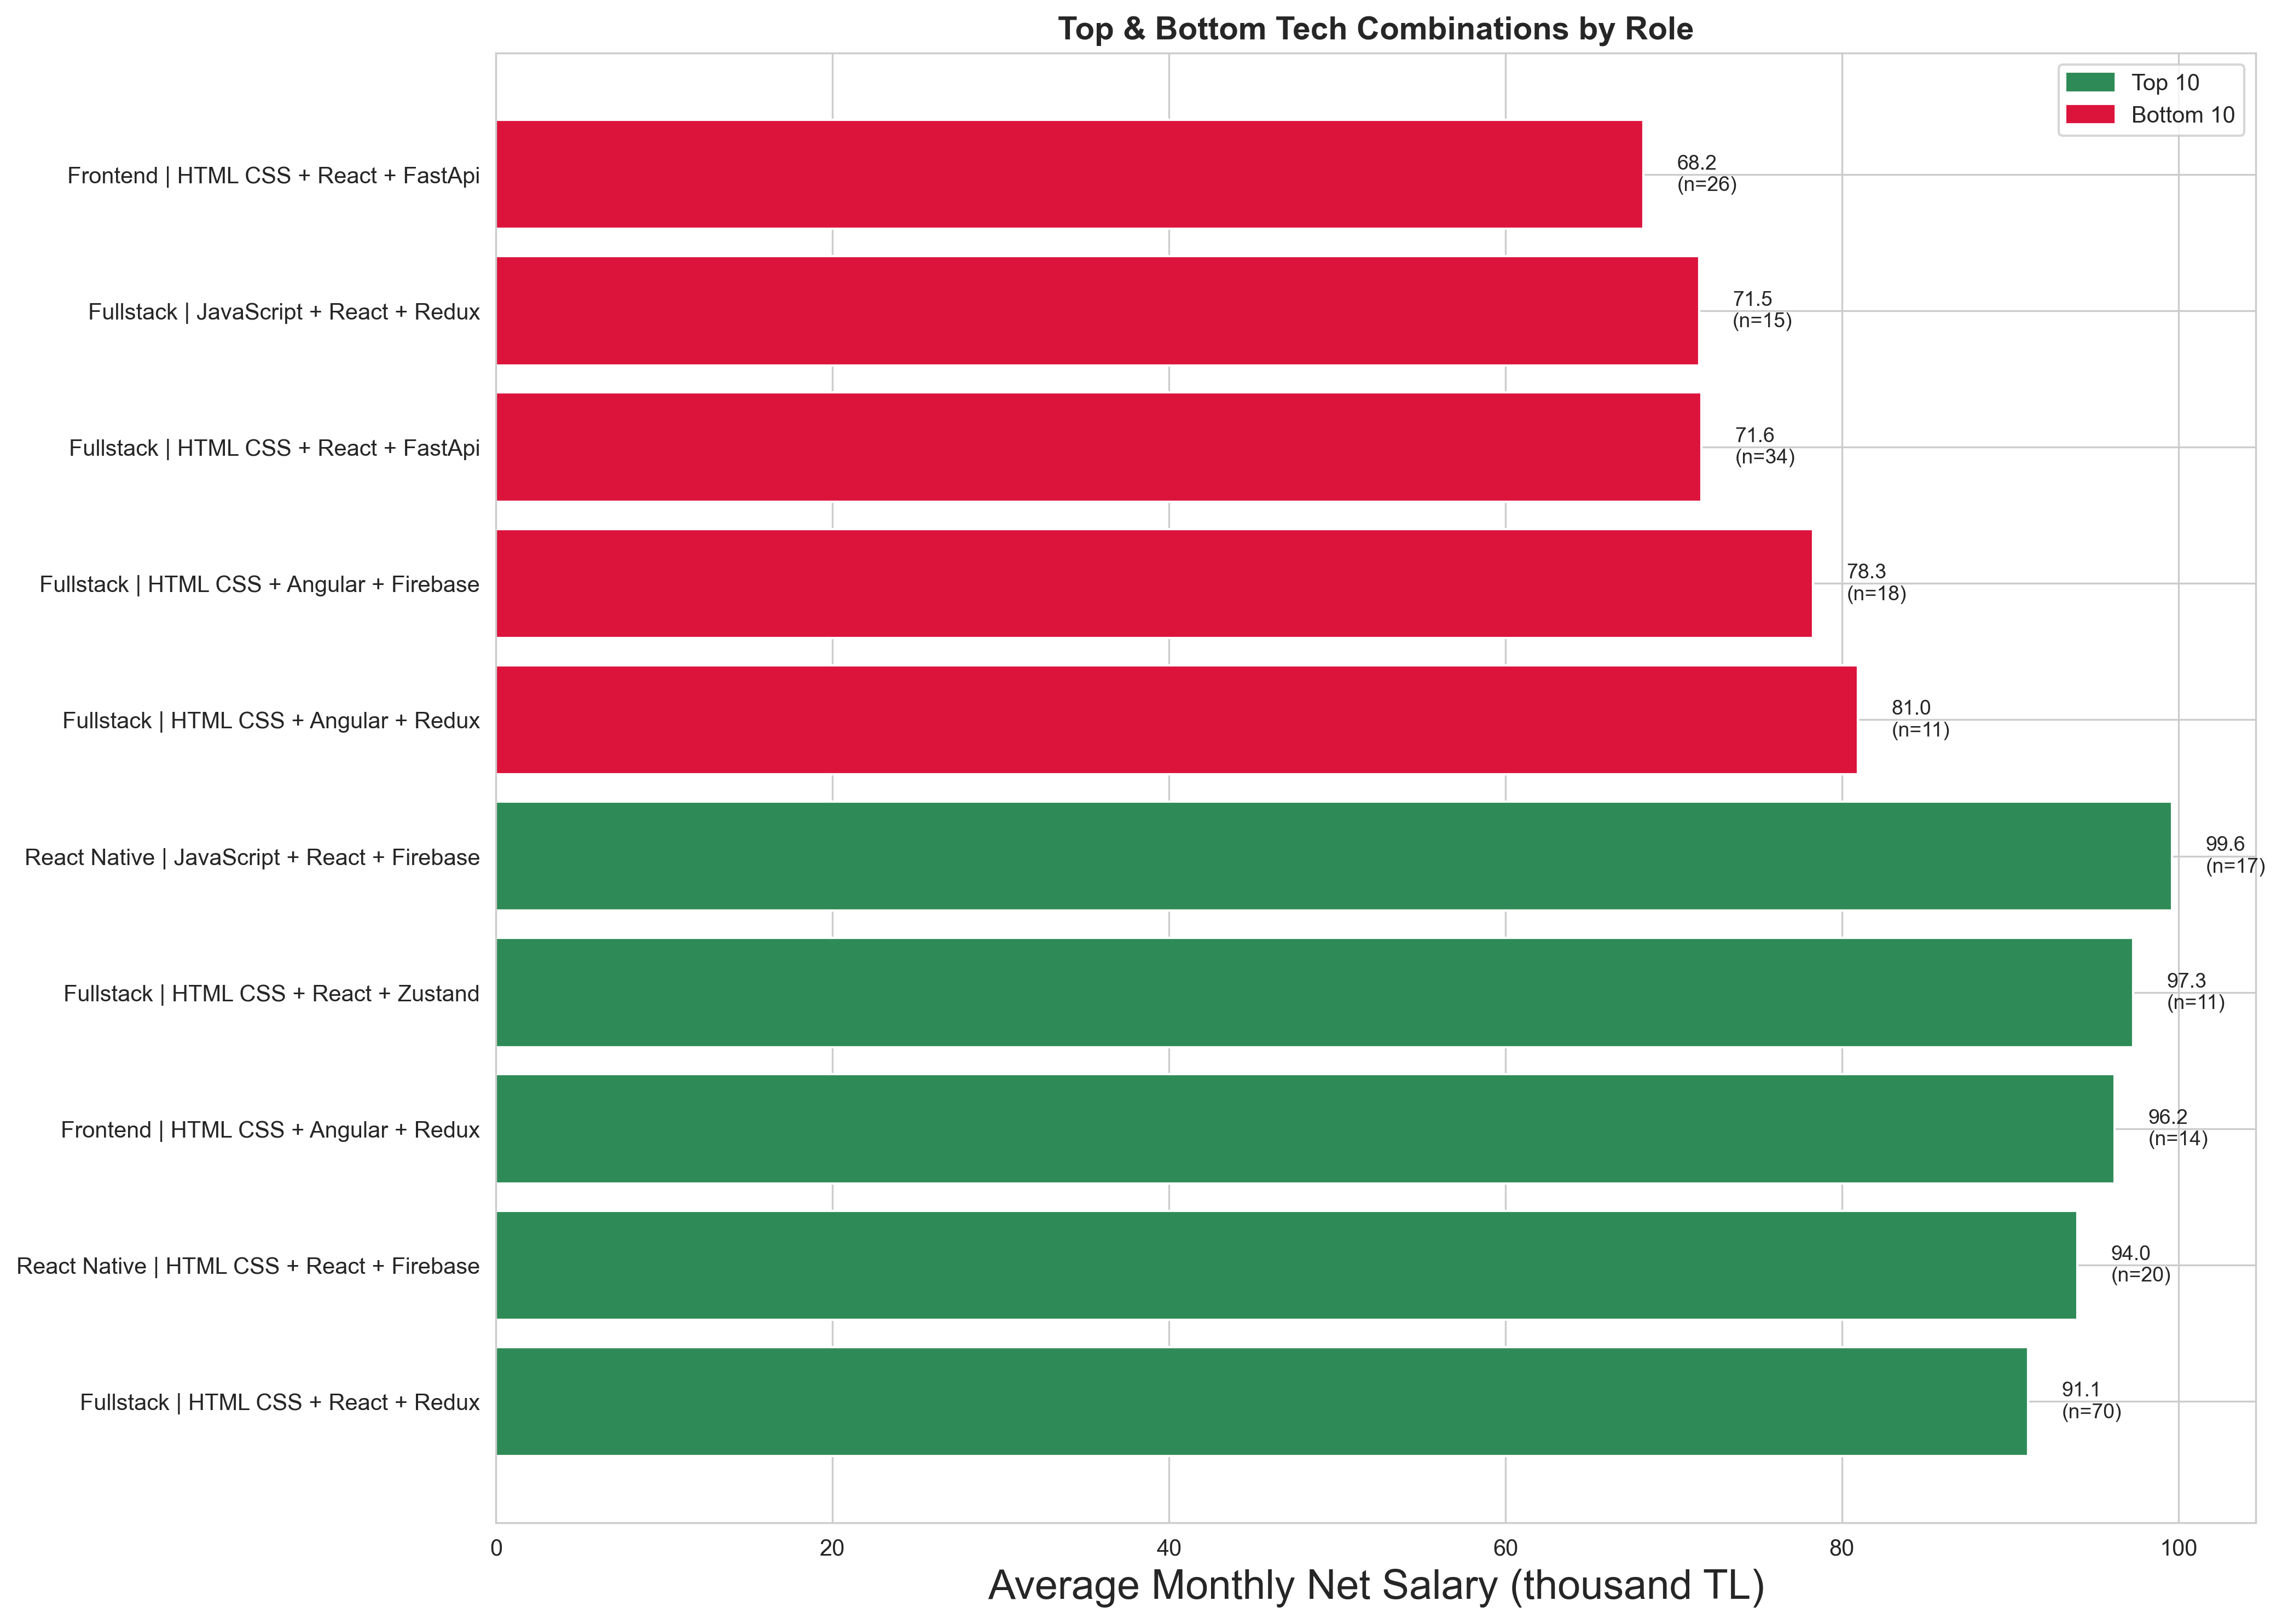 Top & Bottom Tech Combinations by Role
Top 10
Bottom 10
Frontend | HTML CSS + React + FastApi
68.2
(n=26)
Fullstack | JavaScript + React + Redux
71.5
(n=15)
Fullstack | HTML CSS + React + FastApi
71.6
(n=34)
Fullstack | HTML CSS + Angular + Firebase
78.3
(n=18)
Fullstack | HTML CSS + Angular + Redux
81.0
(n=11)
React Native | JavaScript + React + Firebase
99.6
(n=17)
Fullstack | HTML CSS + React + Zustand
97.3
(n=11)
Frontend | HTML CSS + Angular + Redux
96.2
(n=14)
React Native | HTML CSS + React + Firebase
94.0
(n=20)
Fullstack | HTML CSS + React + Redux
91.1
(n=70)
0 20 40 60 80 100
Average Monthly Net Salary (thousand TL)